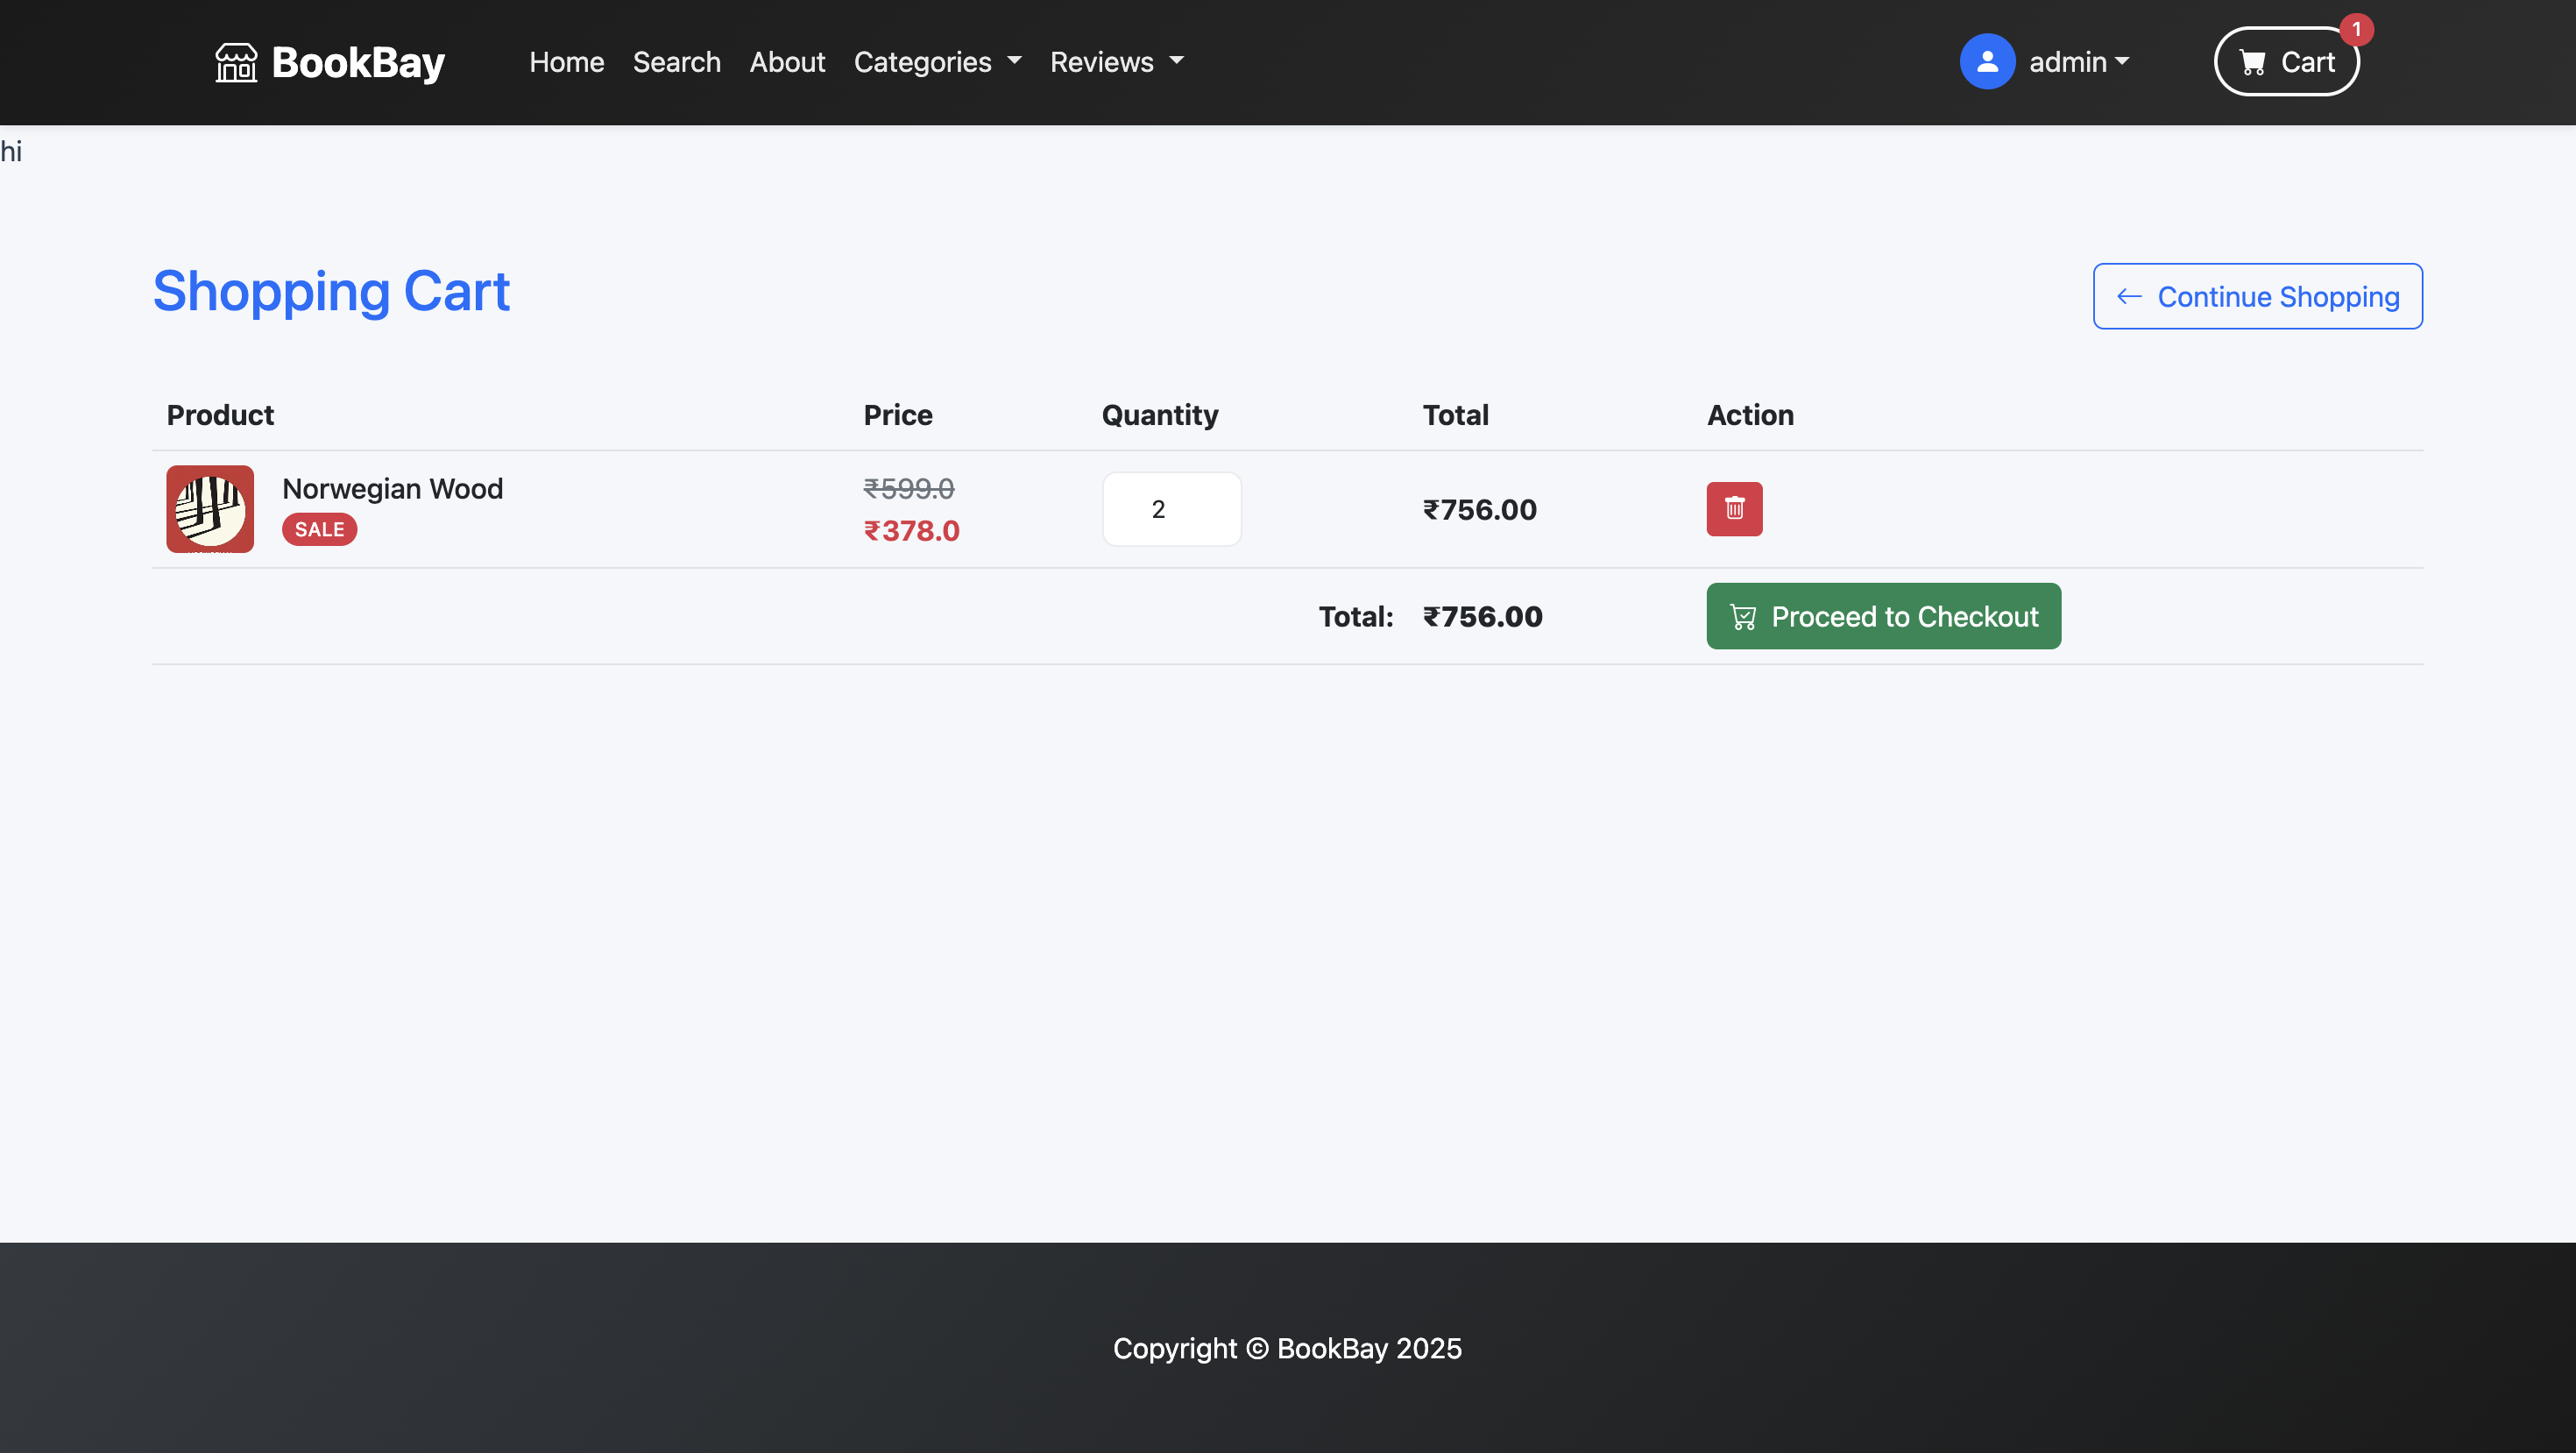 BookBay Home Search About Categories Reviews admin Cart 1
hi
Shopping Cart Continue Shopping
Product Price Quantity Total Action
Norwegian Wood ₹599.0 2 ₹756.00
SALE ₹378.0
Total: ₹756.00 Proceed to Checkout
Copyright © BookBay 2025